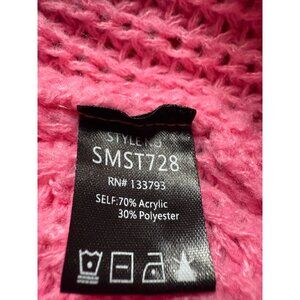 SMST728
RN# 133793
SELF:70% Acrylic
30% Polyester